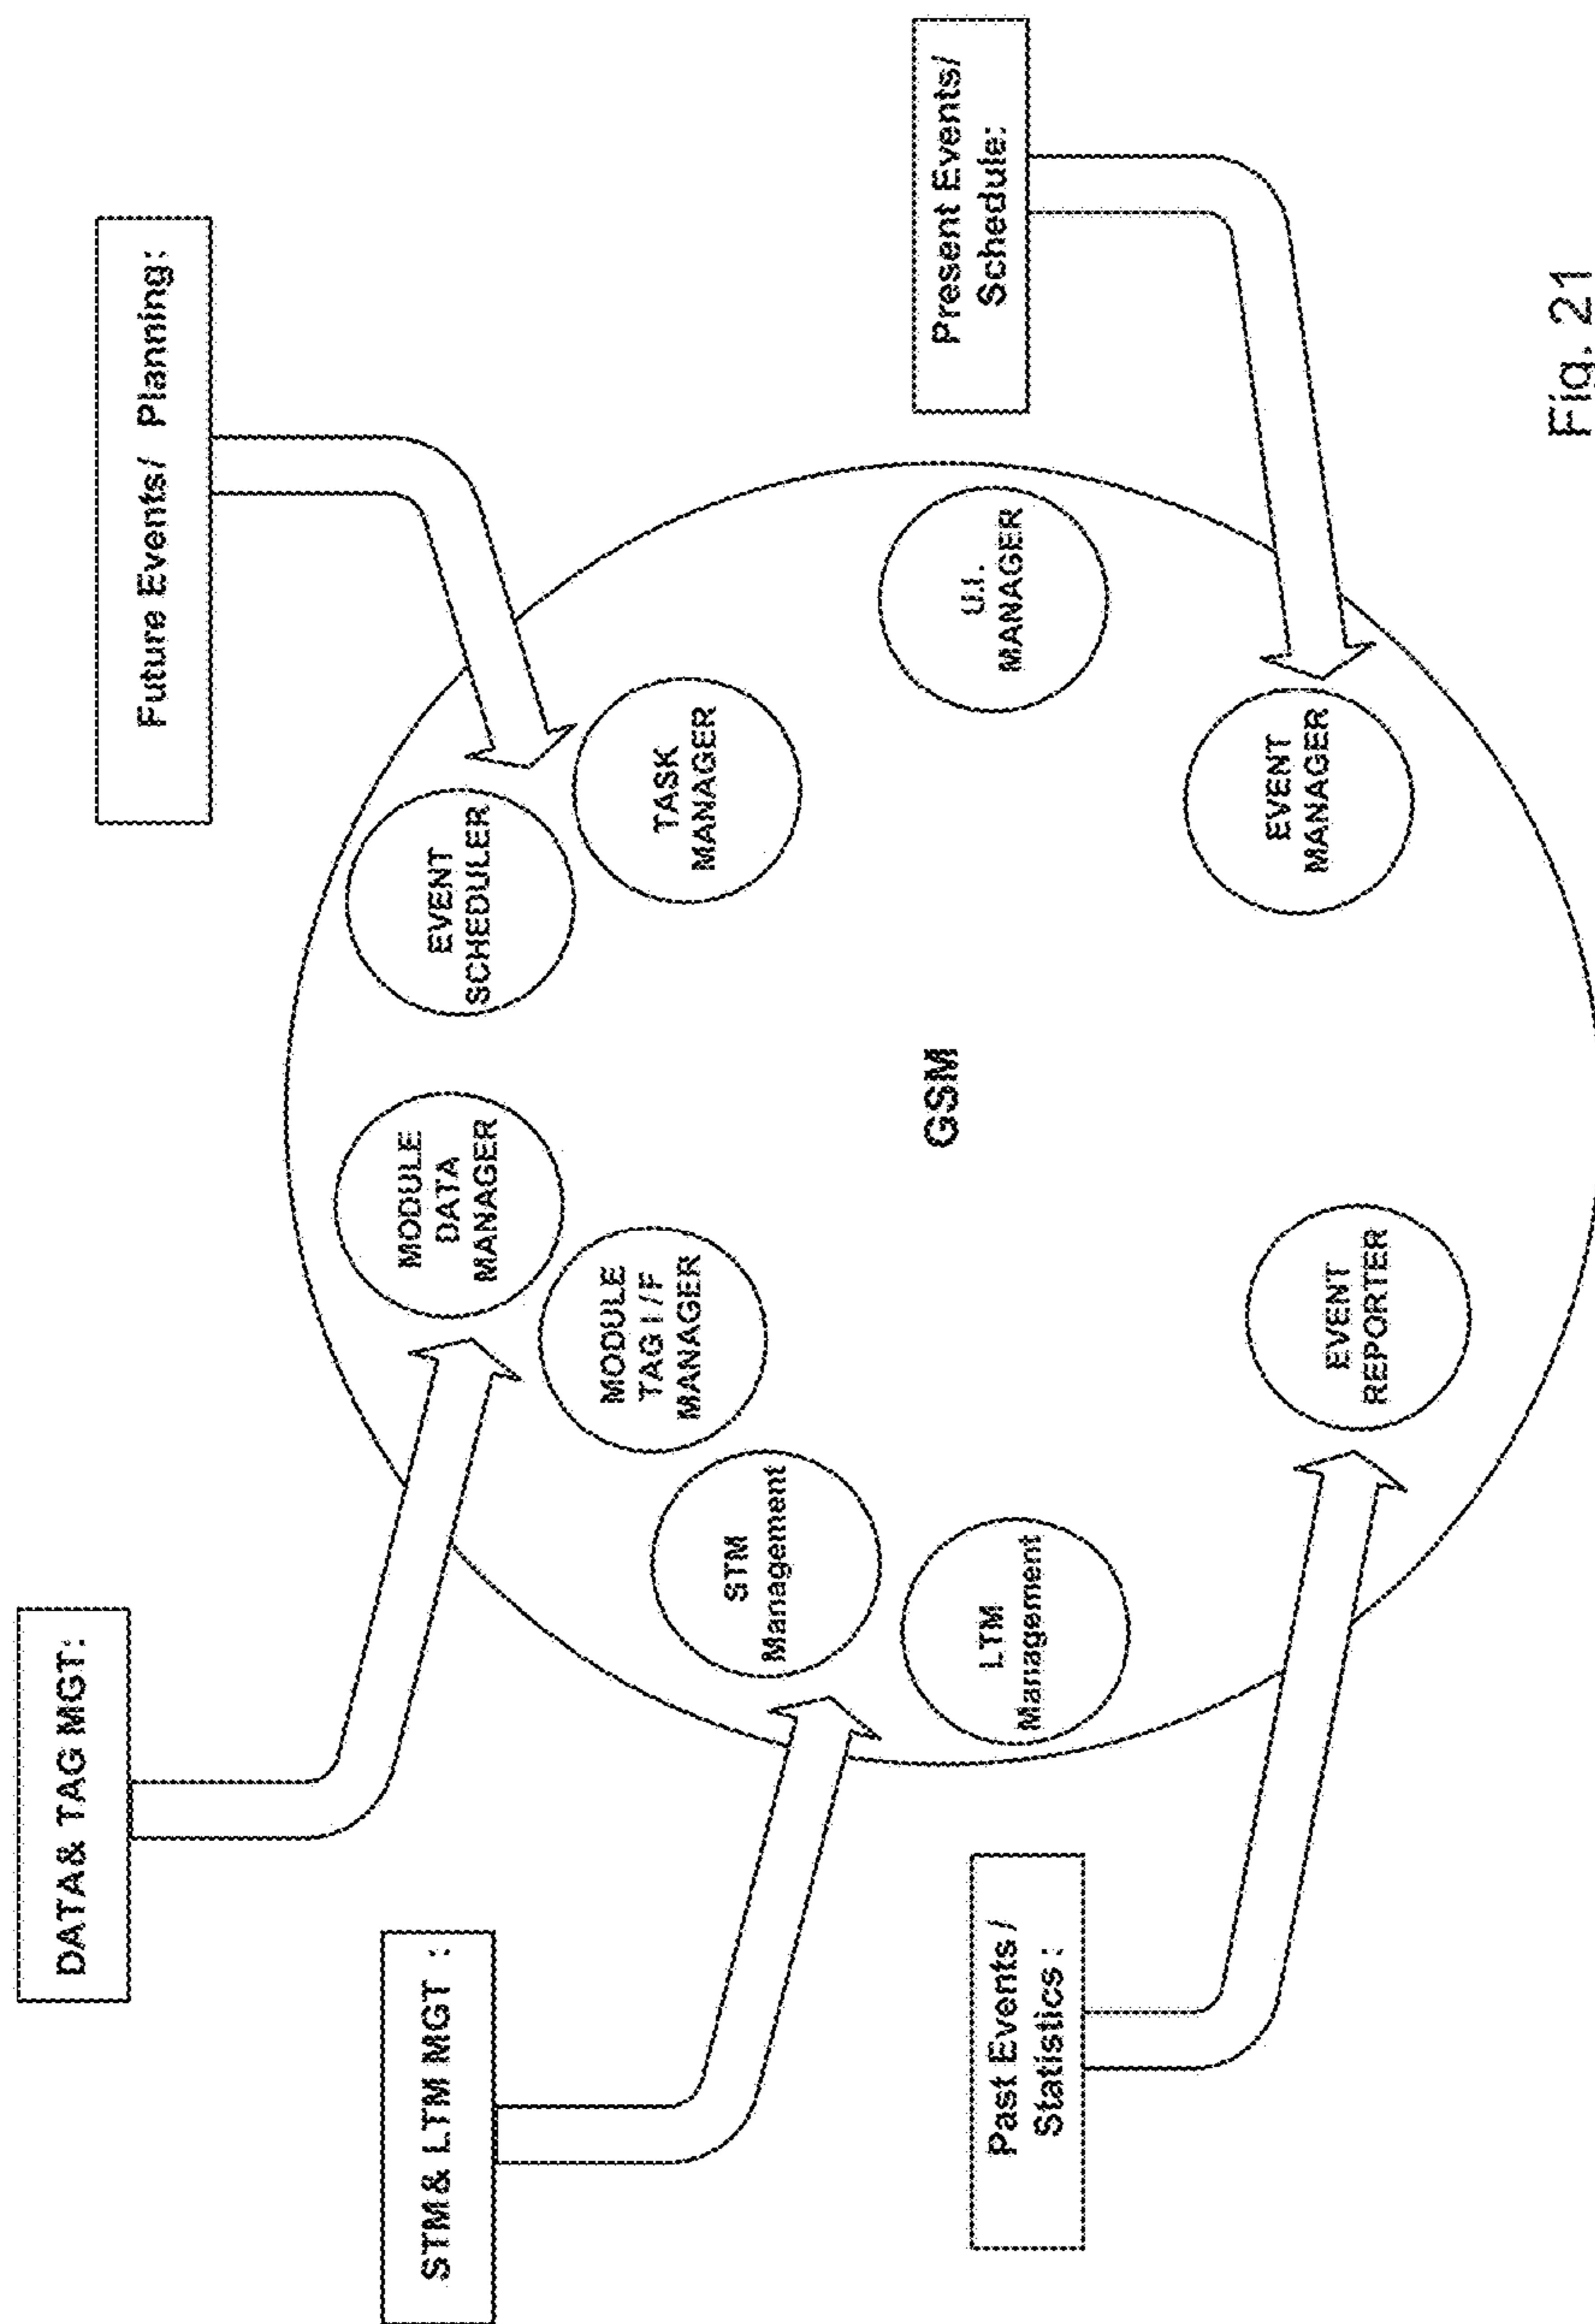 DATA& TAG MGT:
Future Events/ Planning:
STM& LTM MGT :
MODULE
DATA
MANAGER
EVENT
SCHEDULER
MODULE
TAG I / F
MANAGER
TASK
MANAGER
STM
Management
LTM
Management
GSM
U.I.
MANAGER
Past Events /
Statistics :
Present Events/
Schedule:
EVENT
REPORTER
EVENT
MANAGER
Fig. 21